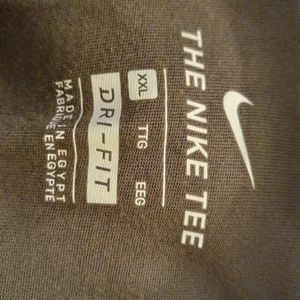 THE NIKE TEE
XXL TTG EEG
DRI-FIT
MADE IN EGYPT
FABRIQUÉ EN EGYPTE